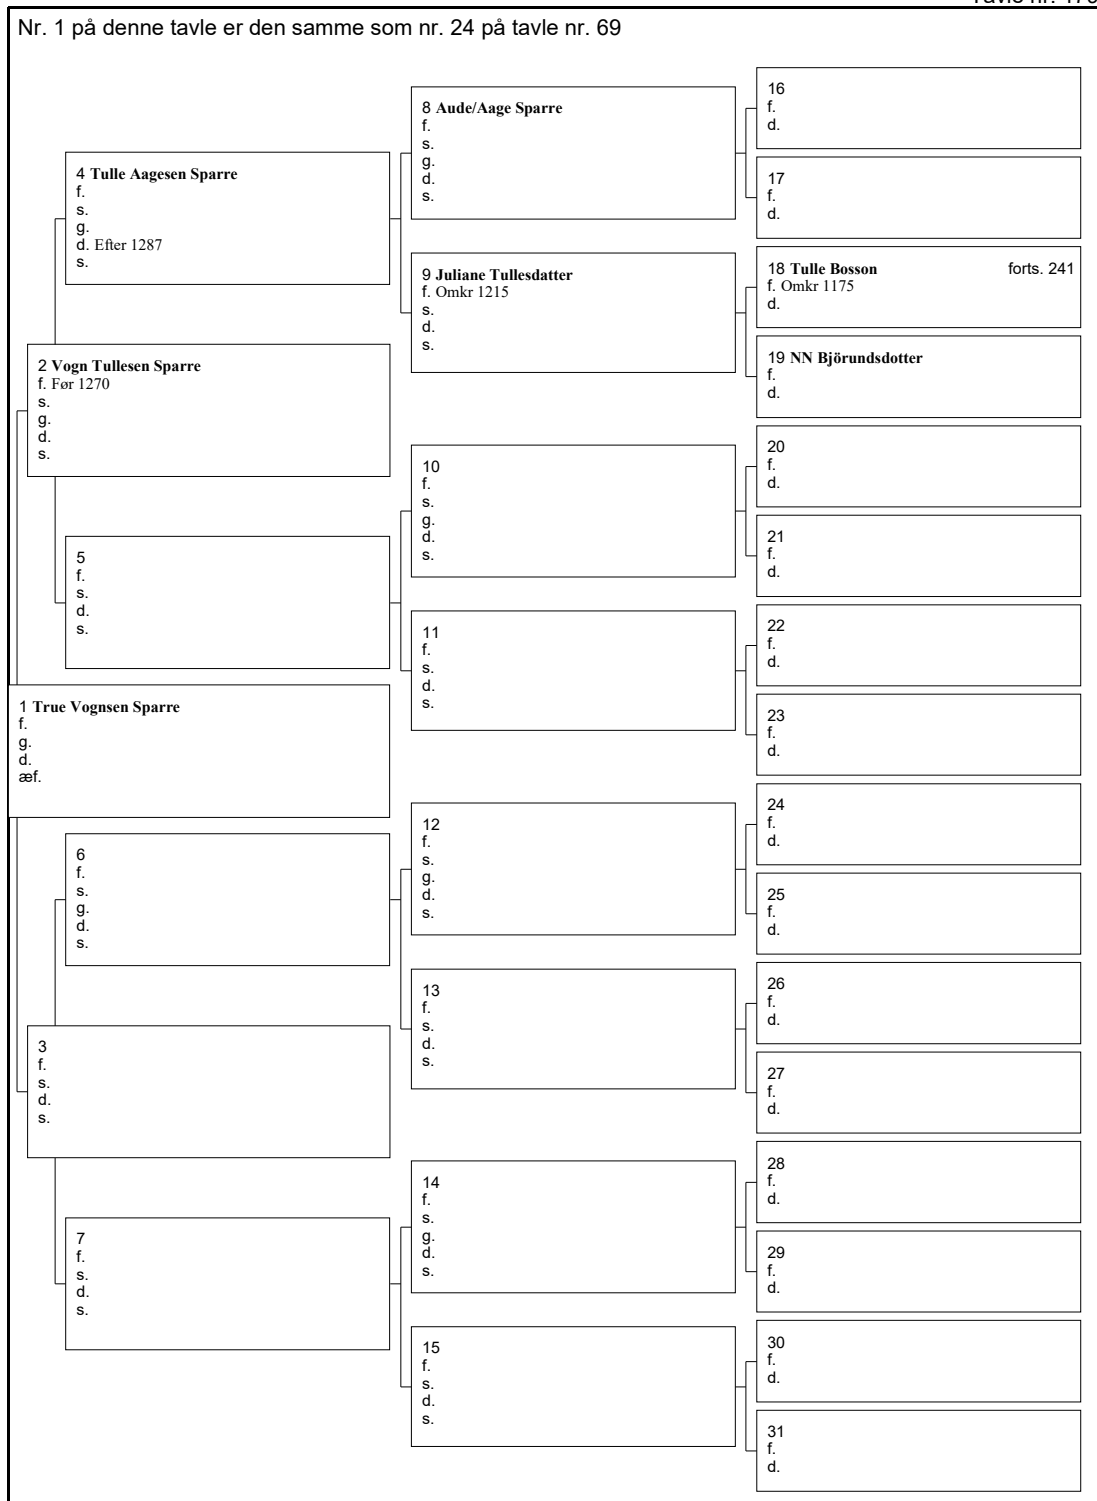 Nr. 1 på denne tavle er den samme som nr. 24 på tavle nr. 69
16
f.
d.
8 Aude/Aage Sparre
f.
s.
g.
d.
s.
4 Tulle Aagesen Sparre
f.
s.
g.
d. Efter 1287
s.
17
f.
d.
18 Tulle Bosson forts. 241
f. Omkr 1175
d.
9 Juliane Tullesdatter
f. Omkr 1215
s.
d.
s.
2 Vogn Tullesen Sparre
f. Før 1270
s.
g.
d.
s.
19 NN Björundsdotter
f.
d.
20
f.
d.
10
f.
s.
g.
d.
s.
5
f.
s.
d.
s.
21
f.
d.
22
f.
d.
11
f.
s.
d.
s.
1 True Vognsen Sparre
f.
g.
d.
æf.
23
f.
d.
24
f.
d.
12
f.
s.
g.
d.
s.
6
f.
s.
g.
d.
s.
25
f.
d.
26
f.
d.
13
f.
s.
d.
s.
3
f.
s.
d.
s.
27
f.
d.
28
f.
d.
14
f.
s.
g.
d.
s.
7
f.
s.
d.
s.
29
f.
d.
30
f.
d.
15
f.
s.
d.
s.
31
f.
d.